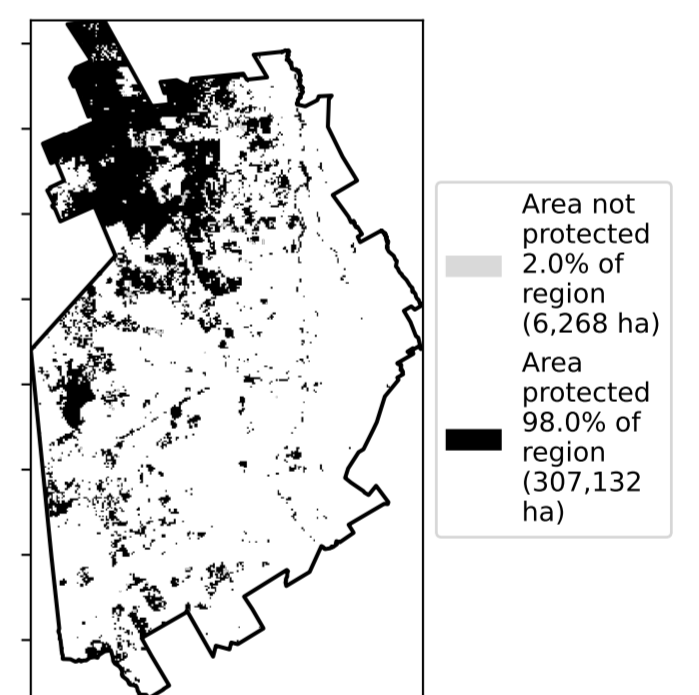 Area not
protected
2.0% of
region
(6,268 ha)
Area
protected
98.0% of
region
(307,132
ha)